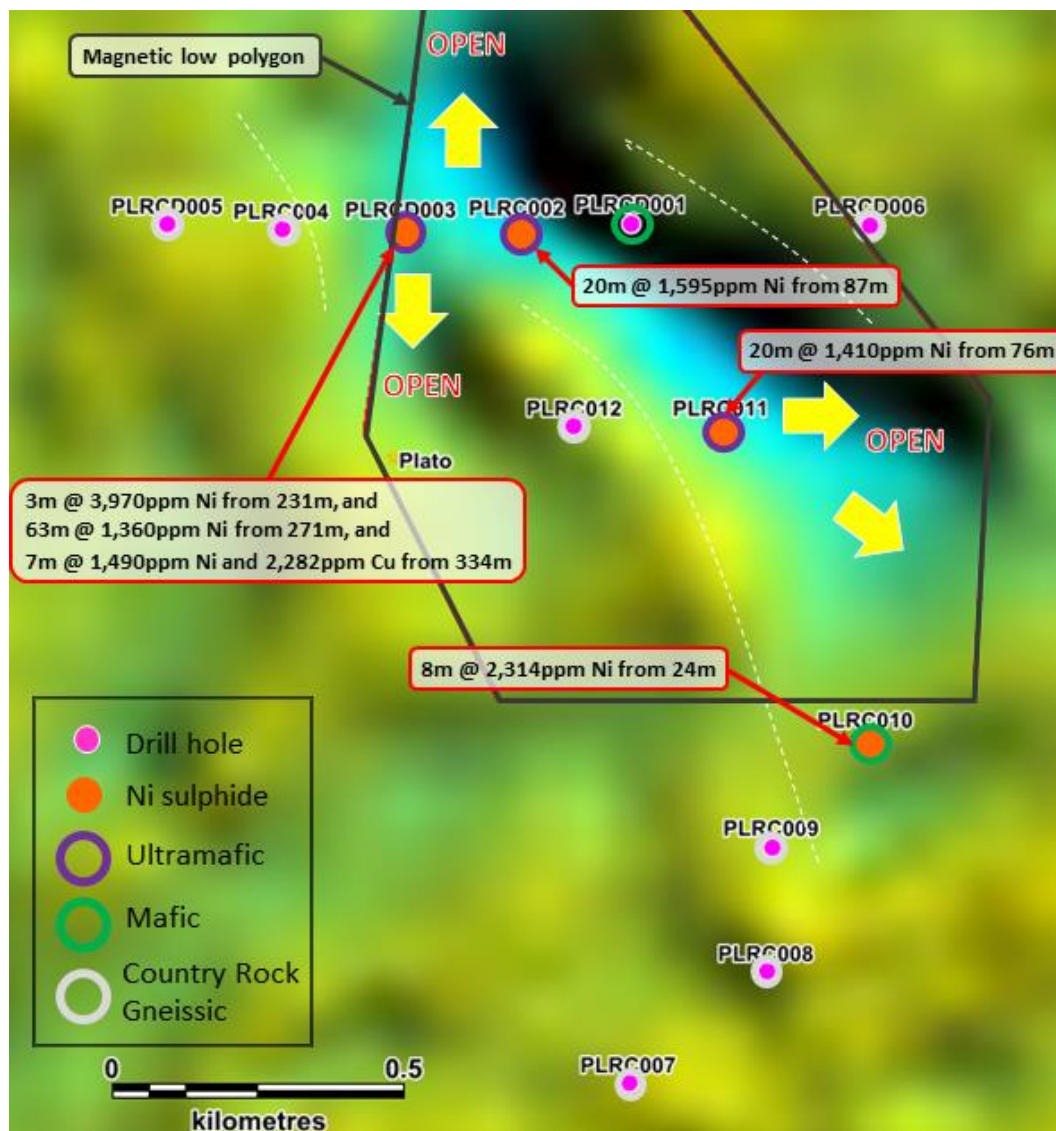 OPEN
Magnetic low polygon
PLRCD005
PLRC004
PLRCD003
PLRC002
PLRCD001
PLRCD006
20m @ 1,595ppm Ni from 87m
20m @ 1,410ppm Ni from 76m
OPEN
PLRC012
PLRC011
OPEN
Plato
3m @ 3,970ppm Ni from 231m, and
63m @ 1,360ppm Ni from 271m, and
7m @ 1,490ppm Ni and 2,282ppm Cu from 334m
8m @ 2,314ppm Ni from 24m
PLRC010
Drill hole
Ni sulphide
Ultramafic
Mafic
Country Rock
Gneissic
PLRC009
PLRC008
PLRC007
0 0.5
kilometres